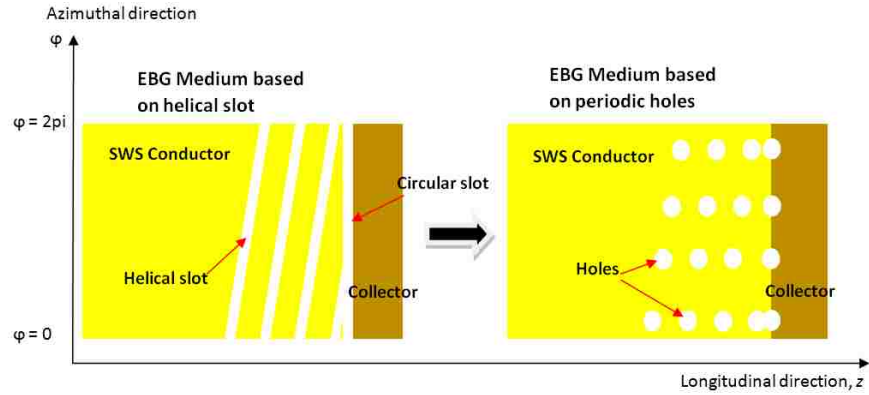 Azimuthal direction
φ
EBG Medium based
on helical slot
EBG Medium based
on periodic holes
φ = 2pi
SWS Conductor
SWS Conductor
Circular slot
Helical slot
Holes
Collector
Collector
φ = 0
Longitudinal direction, z